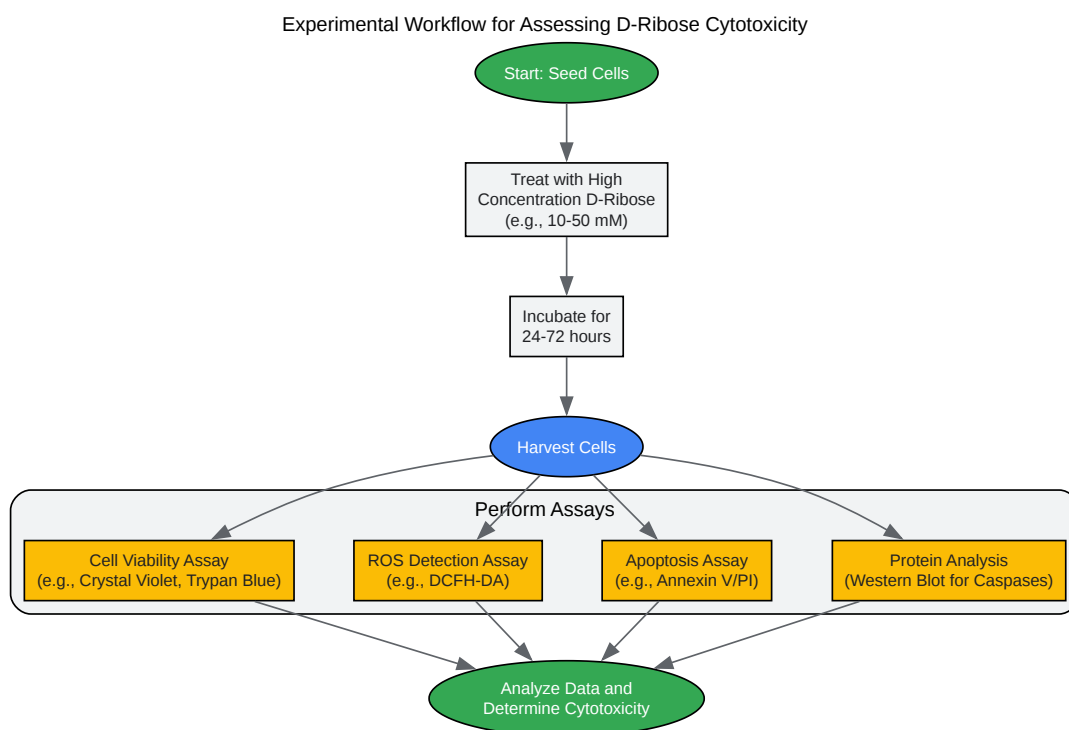 Experimental Workflow for Assessing D-Ribose Cytotoxicity
Start: Seed Cells
Treat with High
Concentration D-Ribose
(e.g., 10-50 mM)
Incubate for
24-72 hours
Harvest Cells
Perform Assays
Cell Viability Assay
(e.g., Crystal Violet, Trypan Blue)
ROS Detection Assay
(e.g., DCFH-DA)
Apoptosis Assay
(e.g., Annexin V/PI)
Protein Analysis
(Western Blot for Caspases)
Analyze Data and
Determine Cytotoxicity